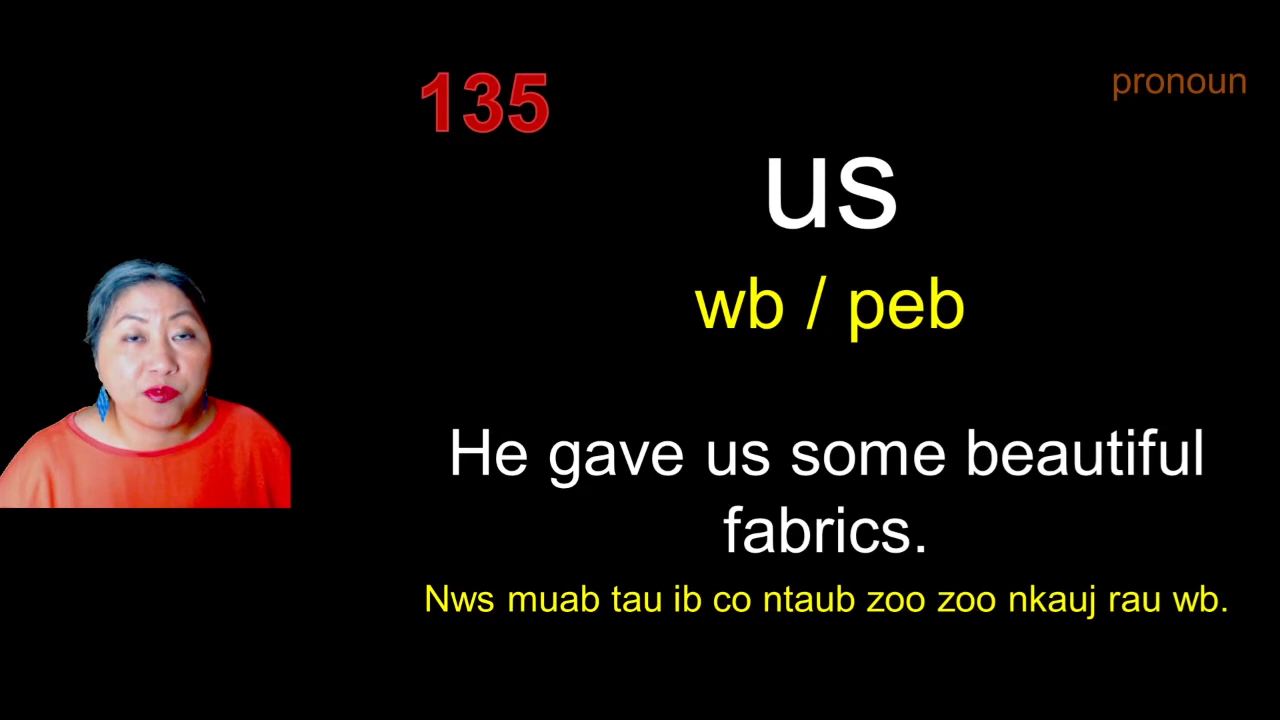 135
pronoun
us
wb / peb
He gave us some beautiful
fabrics.
Nws muab tau ib co ntaub zoo zoo nkauj rau wb.